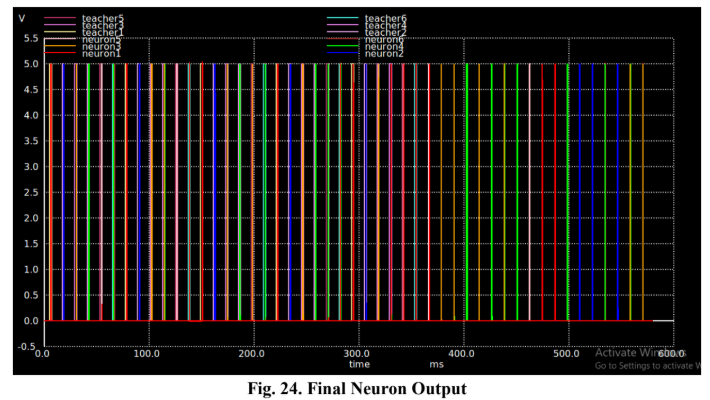 V
teacher5 teacher6
teacher3 teacher4
teacher1 teacher2
neuron5 neuron6
neuron3 neuron4
neuron1 neuron2
5.5
5.0
4.5
4.0
3.5
3.0
2.5
2.0
1.5
1.0
0.5
0.0
-0.5
0.0 100.0 200.0 300.0 400.0 500.0 600.0
time ms
Activate Windows
Go to Settings to activate W
Fig. 24. Final Neuron Output